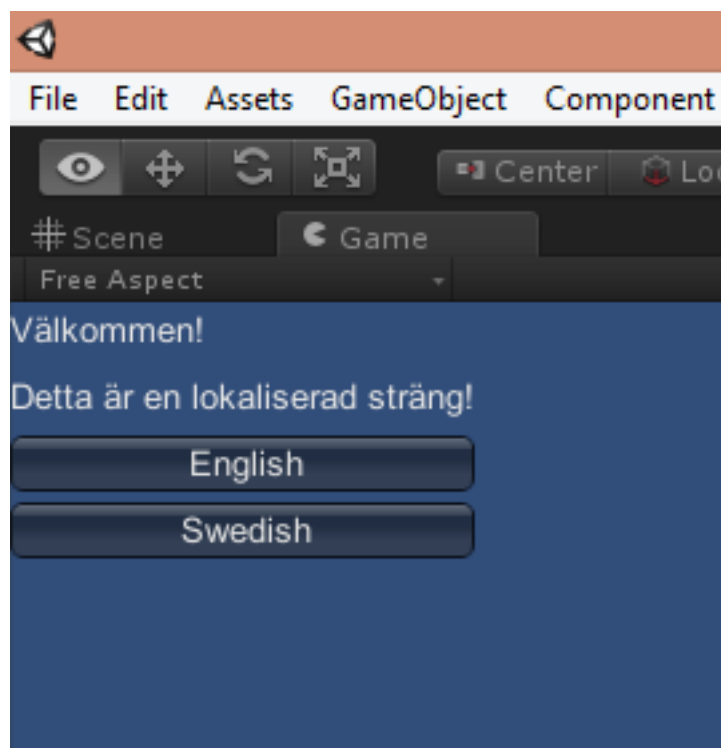 File Edit Assets GameObject Component
Center
Scene Game
Free Aspect
Välkommen!
Detta är en lokaliserad sträng!
English
Swedish